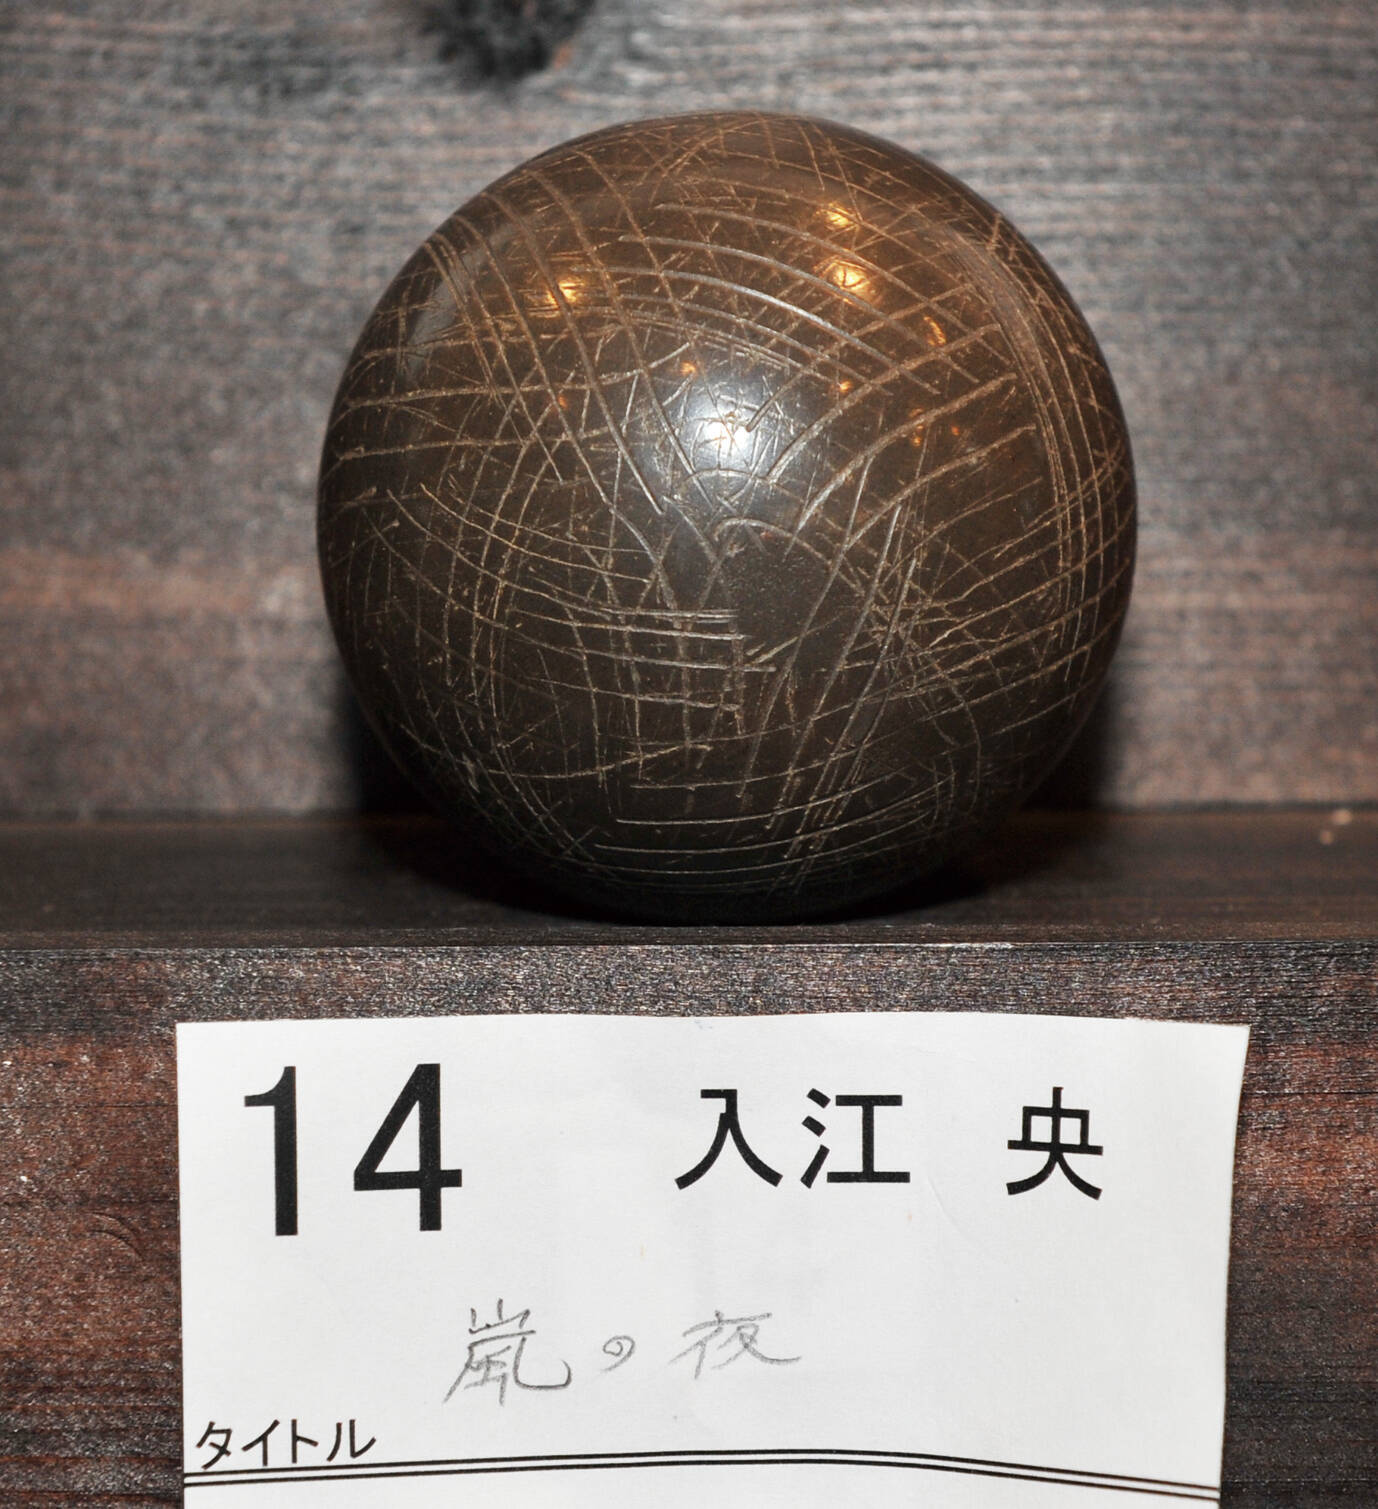 14 入江 央
嵐の夜
タイトル